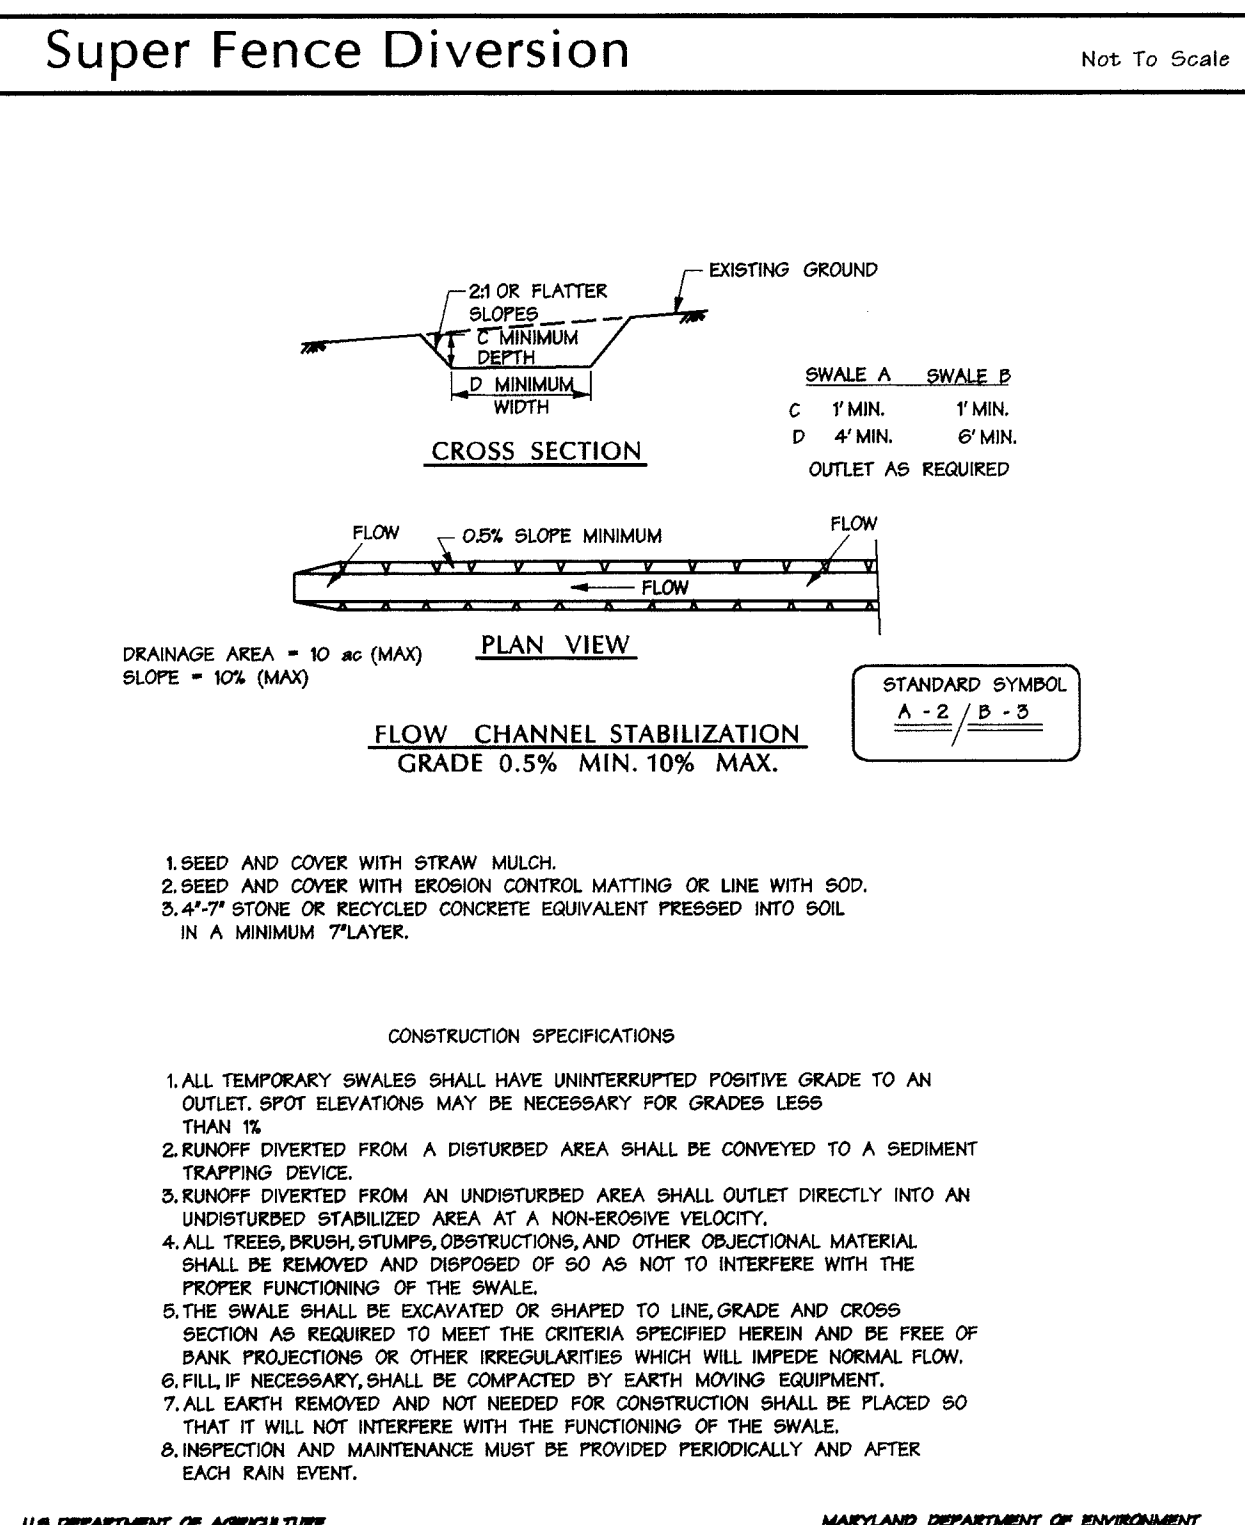 Super Fence Diversion
Not To Scale
EXISTING GROUND
2:1 OR FLATTER
SLOPES
C MINIMUM
DEPTH
D MINIMUM
WIDTH
CROSS SECTION
SWALE A SWALE B
C 1' MIN. 1' MIN.
D 4' MIN. 6' MIN.
OUTLET AS REQUIRED
FLOW
0.5% SLOPE MINIMUM
FLOW
FLOW
PLAN VIEW
DRAINAGE AREA = 10 ac (MAX)
SLOPE = 10% (MAX)
STANDARD SYMBOL
A - 2 / B - 3
FLOW CHANNEL STABILIZATION
GRADE 0.5% MIN. 10% MAX.
1. SEED AND COVER WITH STRAW MULCH.
2. SEED AND COVER WITH EROSION CONTROL MATTING OR LINE WITH SOD.
3. 4"-7" STONE OR RECYCLED CONCRETE EQUIVALENT PRESSED INTO SOIL
IN A MINIMUM 7" LAYER.
CONSTRUCTION SPECIFICATIONS
1. ALL TEMPORARY SWALES SHALL HAVE UNINTERRUPTED POSITIVE GRADE TO AN
OUTLET. SPOT ELEVATIONS MAY BE NECESSARY FOR GRADES LESS
THAN 1%
2. RUNOFF DIVERTED FROM A DISTURBED AREA SHALL BE CONVEYED TO A SEDIMENT
TRAPPING DEVICE.
3. RUNOFF DIVERTED FROM AN UNDISTURBED AREA SHALL OUTLET DIRECTLY INTO AN
UNDISTURBED STABILIZED AREA AT A NON-EROSIVE VELOCITY.
4. ALL TREES, BRUSH, STUMPS, OBSTRUCTIONS, AND OTHER OBJECTIONAL MATERIAL
SHALL BE REMOVED AND DISPOSED OF SO AS NOT TO INTERFERE WITH THE
PROPER FUNCTIONING OF THE SWALE.
5. THE SWALE SHALL BE EXCAVATED OR SHAPED TO LINE, GRADE AND CROSS
SECTION AS REQUIRED TO MEET THE CRITERIA SPECIFIED HEREIN AND BE FREE OF
BANK PROJECTIONS OR OTHER IRREGULARITIES WHICH WILL IMPEDE NORMAL FLOW.
6. FILL, IF NECESSARY, SHALL BE COMPACTED BY EARTH MOVING EQUIPMENT.
7. ALL EARTH REMOVED AND NOT NEEDED FOR CONSTRUCTION SHALL BE PLACED SO
THAT IT WILL NOT INTERFERE WITH THE FUNCTIONING OF THE SWALE.
8. INSPECTION AND MAINTENANCE MUST BE PROVIDED PERIODICALLY AND AFTER
EACH RAIN EVENT.
U.S. DEPARTMENT OF AGRICULTURE
MARYLAND DEPARTMENT OF ENVIRONMENT